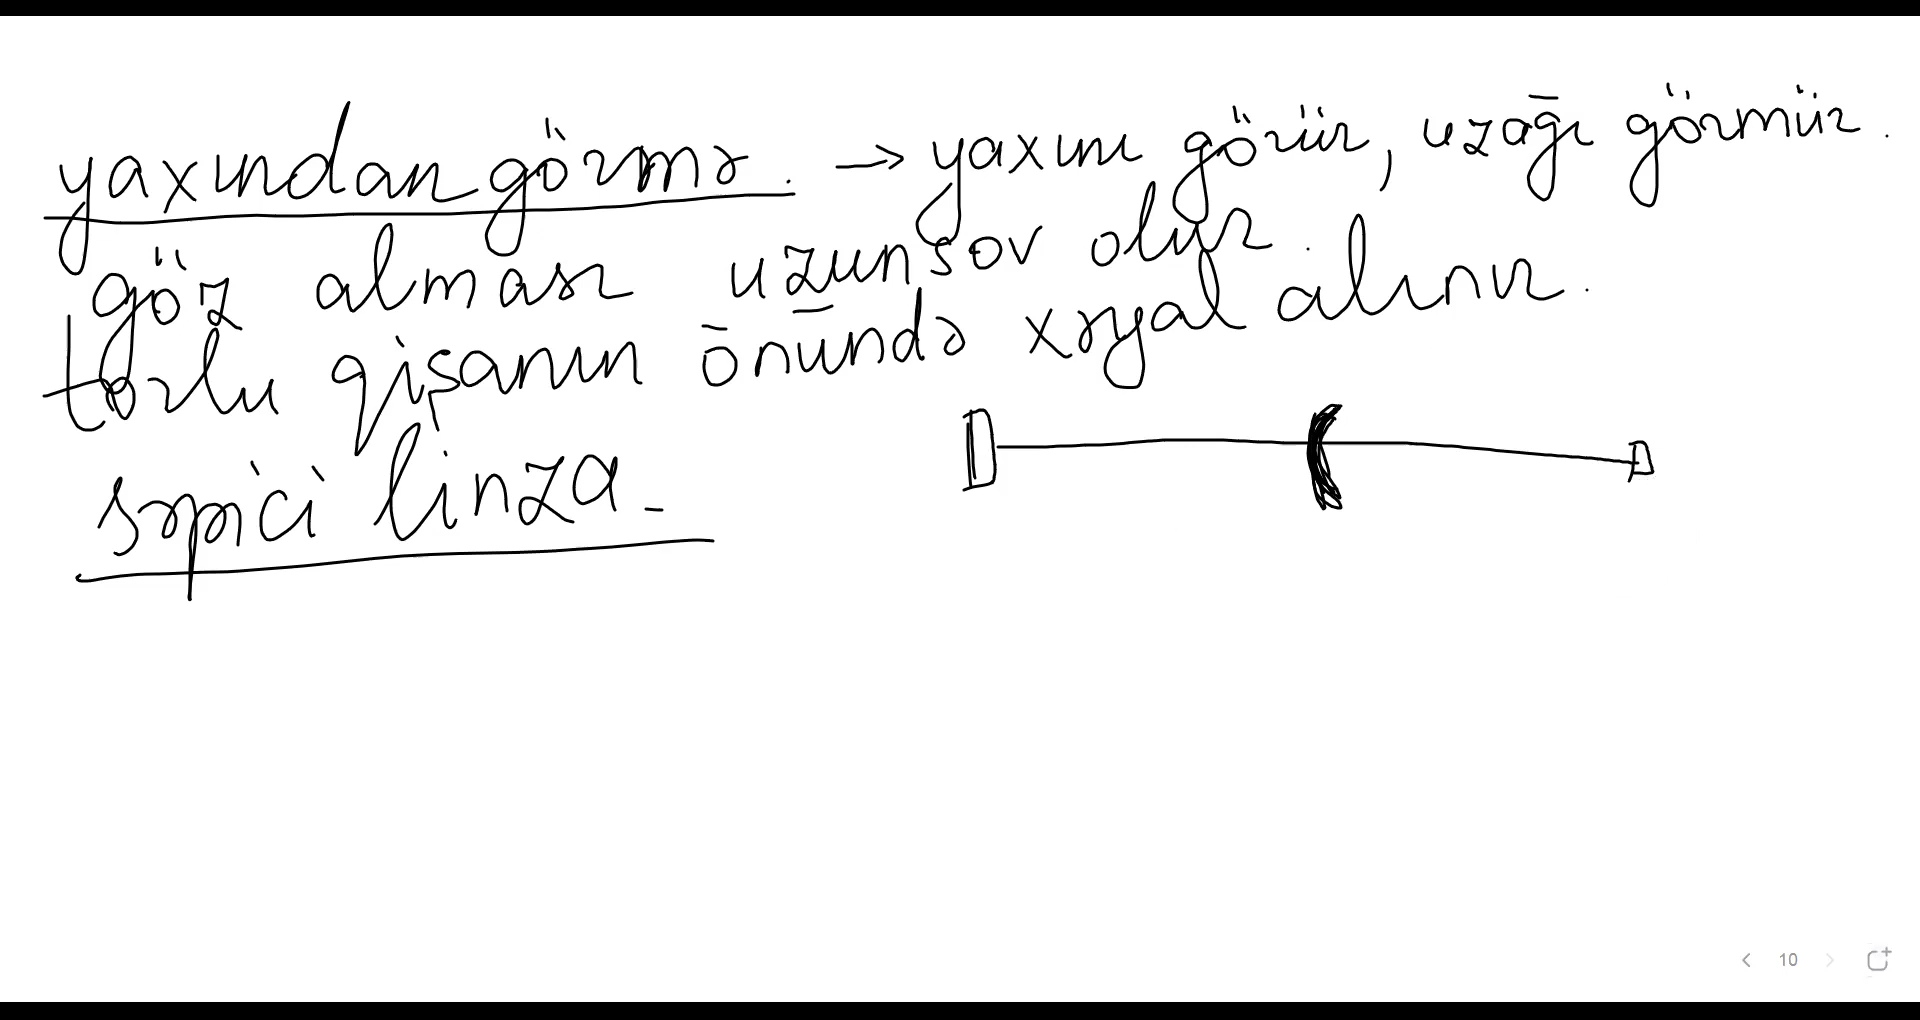 yaxından görmə. → yaxını görür, uzağı görmür.
göz alması uzunsov olur.
torlu qişanın önündə xəyal alınır.
səpici linza.
10